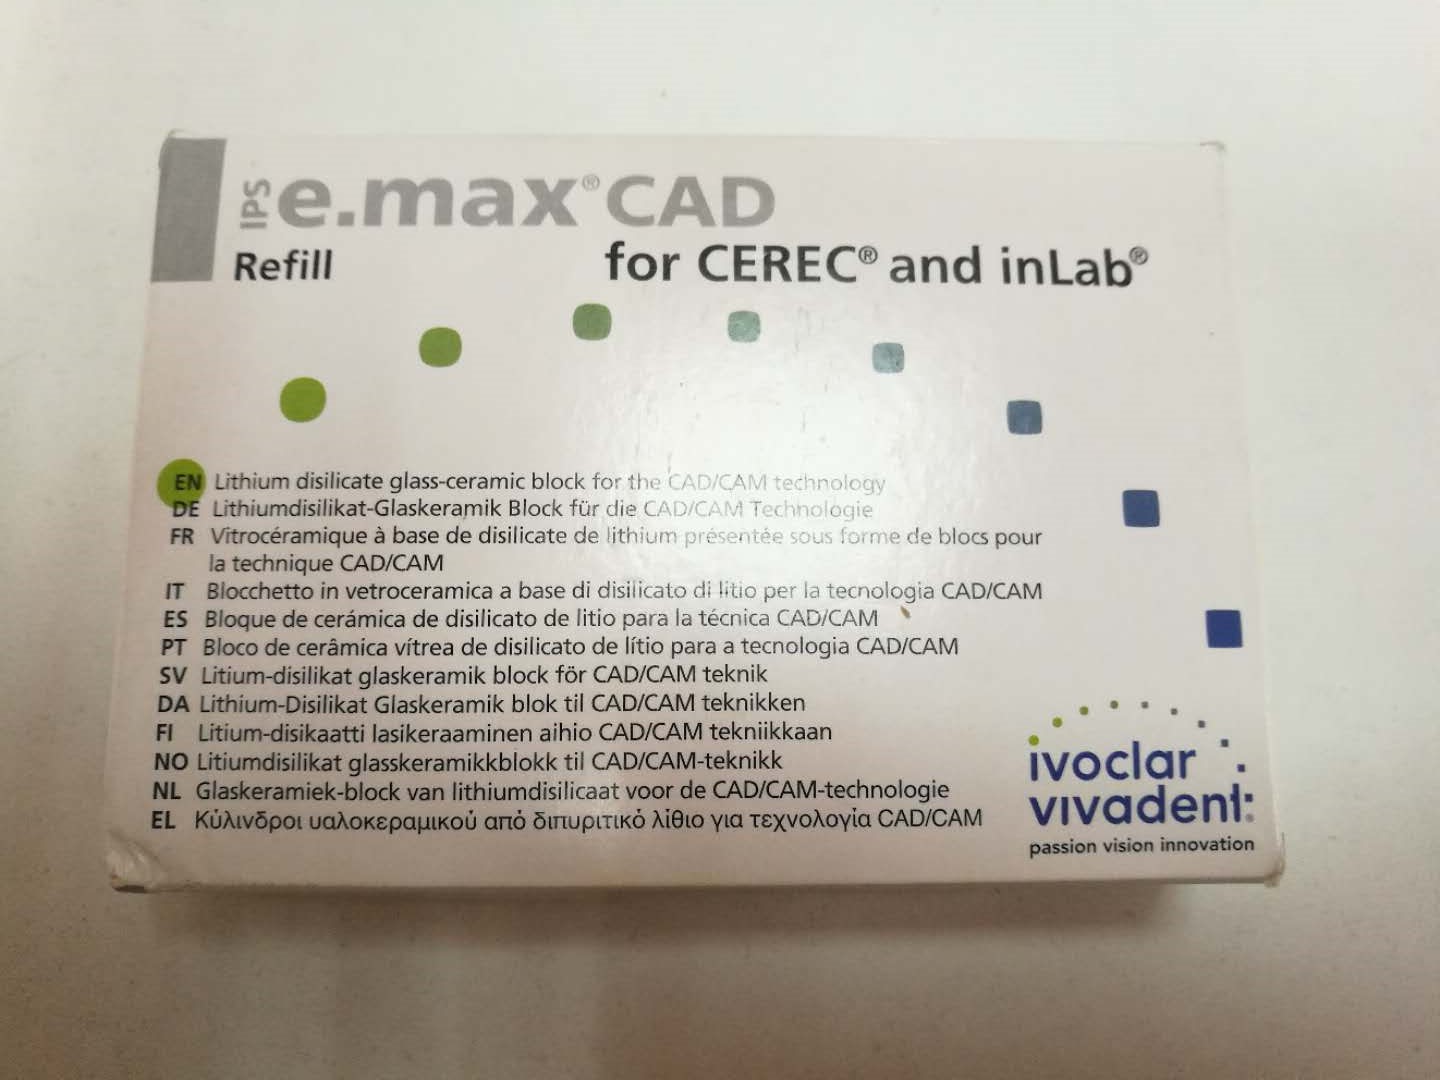 IPS e.max® CAD
Refill for CEREC® and inLab®
EN Lithium disilicate glass-ceramic block for the CAD/CAM technology
DE Lithiumdisilikat-Glaskeramik Block für die CAD/CAM Technologie
FR Vitrocéramique à base de disilicate de lithium présentée sous forme de blocs pour
la technique CAD/CAM
IT Blocchetto in vetroceramica a base di disilicato di litio per la tecnologia CAD/CAM
ES Bloque de cerámica de disilicato de litio para la técnica CAD/CAM
PT Bloco de cerâmica vítrea de disilicato de lítio para a tecnologia CAD/CAM
SV Litium-disilikat glaskeramik block för CAD/CAM teknik
DA Lithium-Disilikat Glaskeramik blok til CAD/CAM teknikken
FI Litium-disikaatti lasikeraaminen aihio CAD/CAM tekniikkaan
NO Litiumdisilikat glasskeramikkblokk til CAD/CAM-teknikk
NL Glaskeramiek-block van lithiumdisilicaat voor de CAD/CAM-technologie
EL Κύλινδροι υαλοκεραμικού από διπυριτικό λίθιο για τεχνολογία CAD/CAM
ivoclar
vivadent®
passion vision innovation